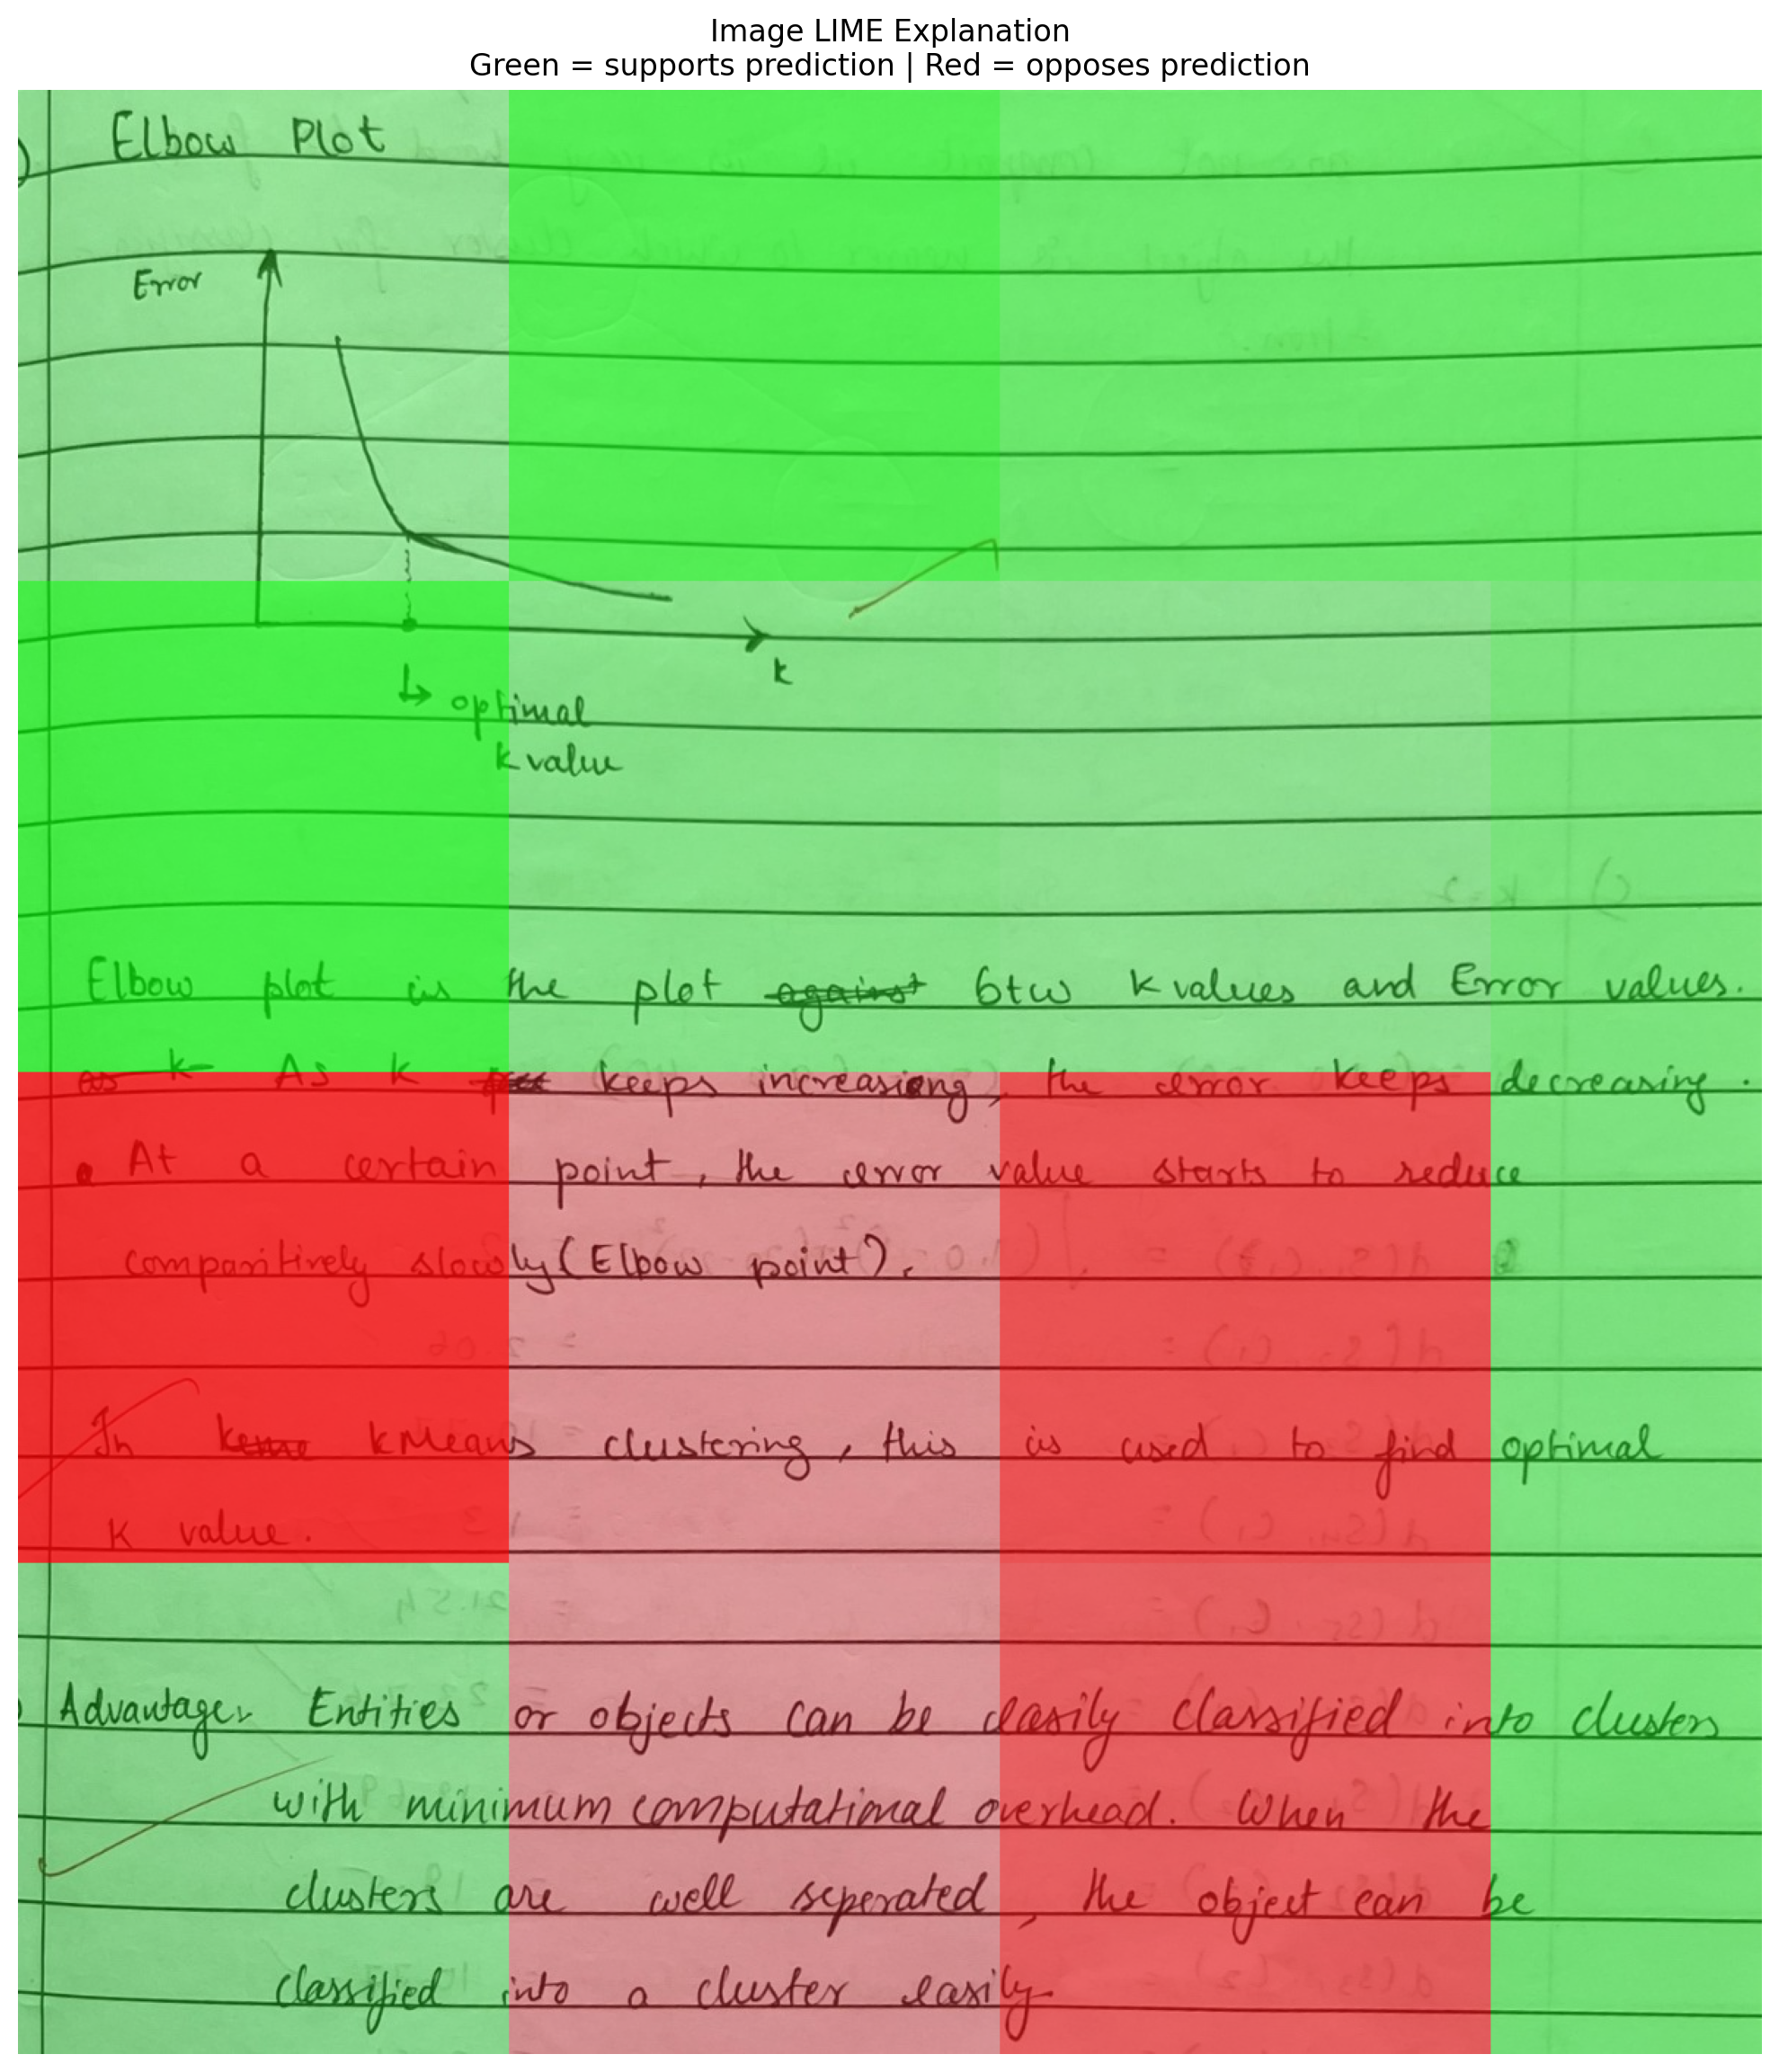 Image LIME Explanation
Green = supports prediction | Red = opposes prediction
) Elbow Plot
Error
k
optimal
k value
Elbow plot is the plot against btw k values and Error values.
as k As k keeps increasiong, the error keeps decreasing.
At a certain point, the error value starts to reduce
comparitively slowly (Elbow point).
In keme kMeans clustering, this is used to find optimal
k value.
Advantage. Entities or objects can be easily classified into clusters
with minimum computational overhead. When the
clusters are well seperated, the object can be
classified into a cluster easily.